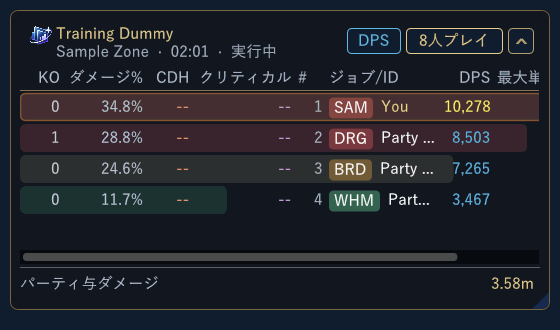 Training Dummy
Sample Zone · 02:01 · 実行中
DPS
8人プレイ
KO ダメージ% CDH クリティカル # ジョブ/ID DPS 最大単
0 34.8% -- -- 1 SAM You 10,278
1 28.8% -- -- 2 DRG Party ... 8,503
0 24.6% -- -- 3 BRD Party ... 7,265
0 11.7% -- -- 4 WHM Part... 3,467
パーティ与ダメージ 3.58m